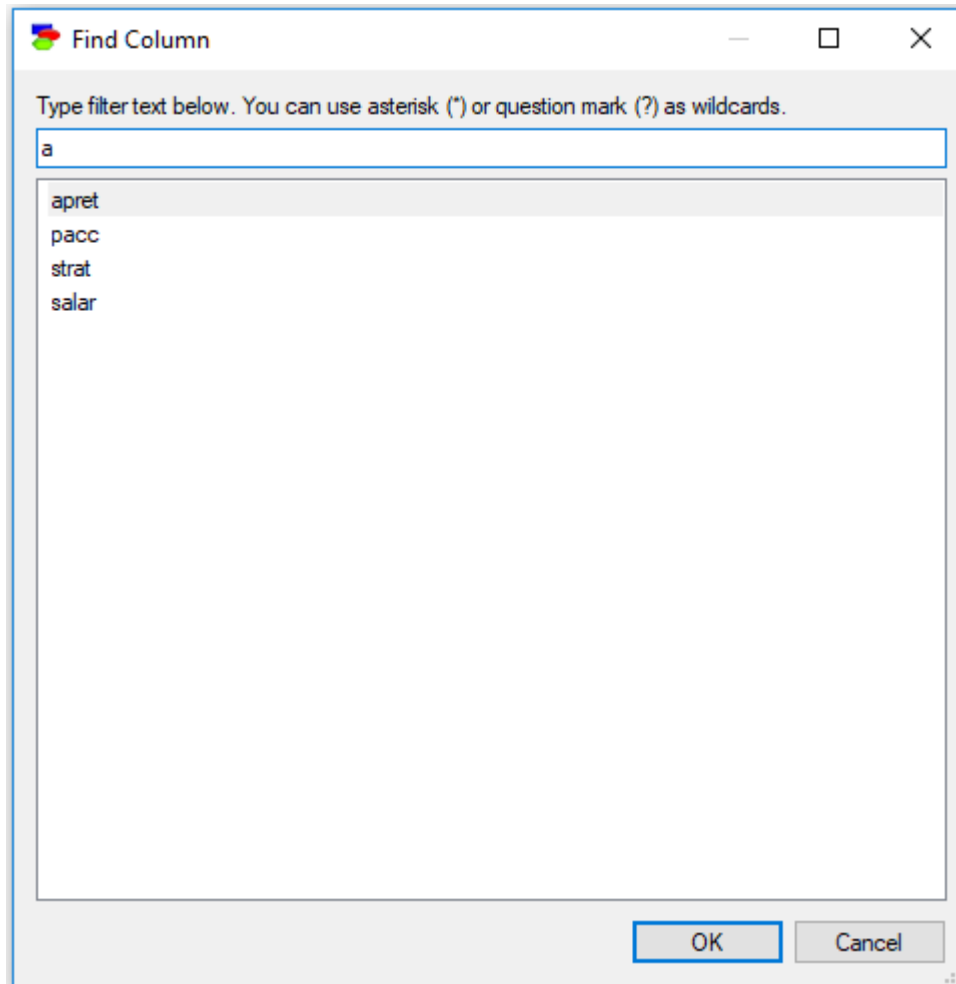 Find Column
Type filter text below. You can use asterisk (*) or question mark (?) as wildcards.
a
apret
pacc
strat
salar
OK Cancel